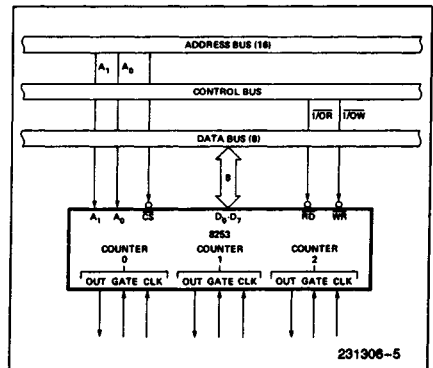 ADDRESS BUS (16)
A₁ A₀
CONTROL BUS
I/OR I/OW
DATA BUS (8)
8
A₁ A₀ CS D₀-D₇ RD WR
8253
COUNTER COUNTER COUNTER
0 1 2
OUT GATE CLK OUT GATE CLK OUT GATE CLK
231306-5